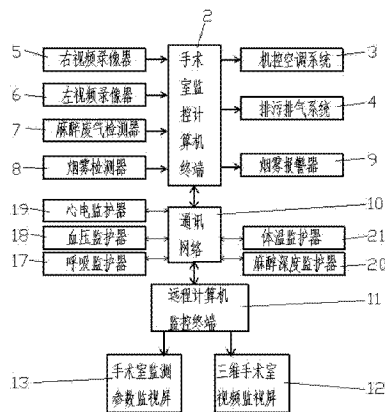 2
5 右视频录像器 手术室监控计算机终端 机控空调系统 3
6 左视频录像器 排污排气系统 4
7 麻醉废气检测器
8 烟雾检测器 烟雾报警器 9
19 心电监护器 通讯网络 10
18 血压监护器 体温监护器 21
17 呼吸监护器 麻醉深度监护器 20
远程计算机
监控终端 11
手术室监测
参数监视屏 13
三维手术室
视频监视屏 12